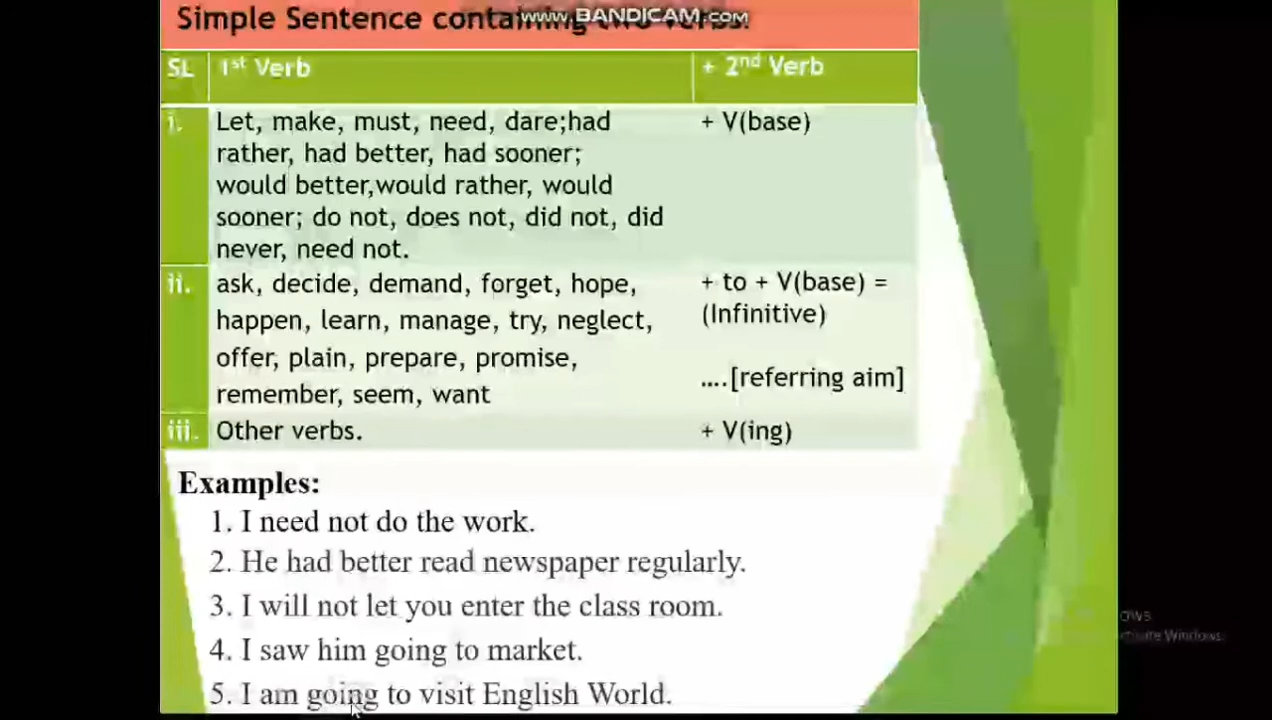 Simple Sentence containing two verbs.
www.BANDICAM.com
SL 1st Verb + 2nd Verb
i. Let, make, must, need, dare;had + V(base)
rather, had better, had sooner;
would better,would rather, would
sooner; do not, does not, did not, did
never, need not.
ii. ask, decide, demand, forget, hope, + to + V(base) =
happen, learn, manage, try, neglect, (Infinitive)
offer, plain, prepare, promise, ....[referring aim]
remember, seem, want
iii. Other verbs. + V(ing)
Examples:
1. I need not do the work.
2. He had better read newspaper regularly.
3. I will not let you enter the class room.
4. I saw him going to market.
5. I am going to visit English World.
Windows.